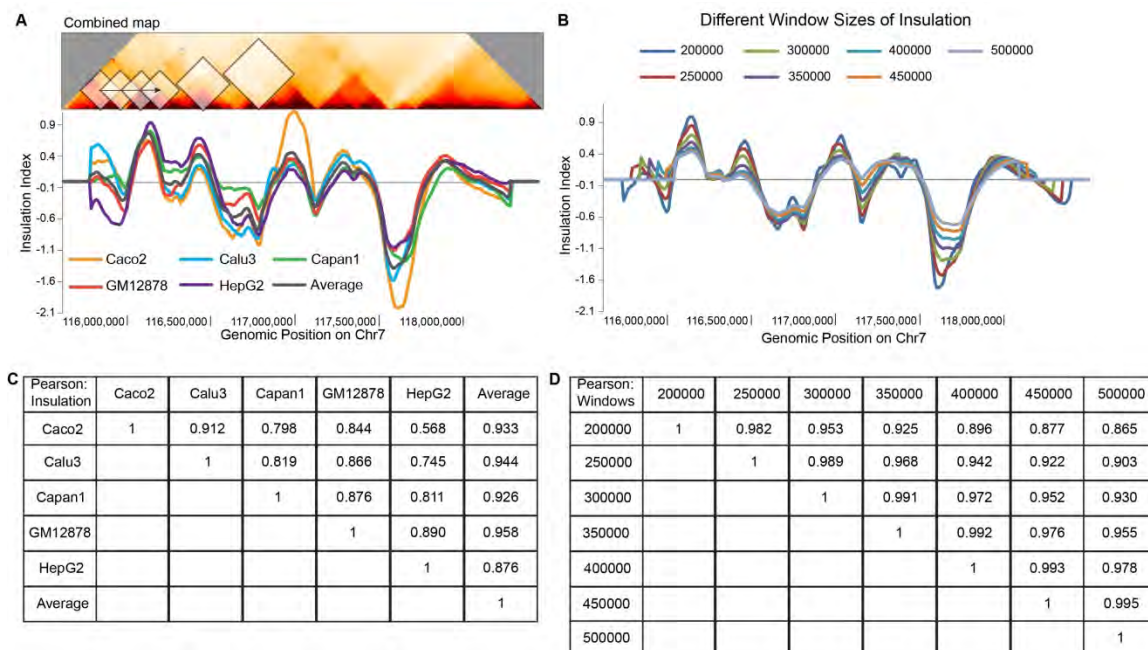 A
Combined map
Insulation Index
0.9
0.4
-0.1
-0.6
-1.1
-1.6
-2.1
Caco2 Calu3 Capan1
GM12878 HepG2 Average
116,000,000 116,500,000 117,000,000 117,500,000 118,000,000
Genomic Position on Chr7
B
Different Window Sizes of Insulation
200000 300000 400000 500000
250000 350000 450000
Insulation Index
0.9
0.4
-0.1
-0.6
-1.1
-1.6
-2.1
116,000,000 116,500,000 117,000,000 117,500,000 118,000,000
Genomic Position on Chr7
C
Pearson: Insulation Caco2 Calu3 Capan1 GM12878 HepG2 Average
Caco2 1 0.912 0.798 0.844 0.568 0.933
Calu3 1 0.819 0.866 0.745 0.944
Capan1 1 0.876 0.811 0.926
GM12878 1 0.890 0.958
HepG2 1 0.876
Average 1
D
Pearson: Windows 200000 250000 300000 350000 400000 450000 500000
200000 1 0.982 0.953 0.925 0.896 0.877 0.865
250000 1 0.989 0.968 0.942 0.922 0.903
300000 1 0.991 0.972 0.952 0.930
350000 1 0.992 0.976 0.955
400000 1 0.993 0.978
450000 1 0.995
500000 1